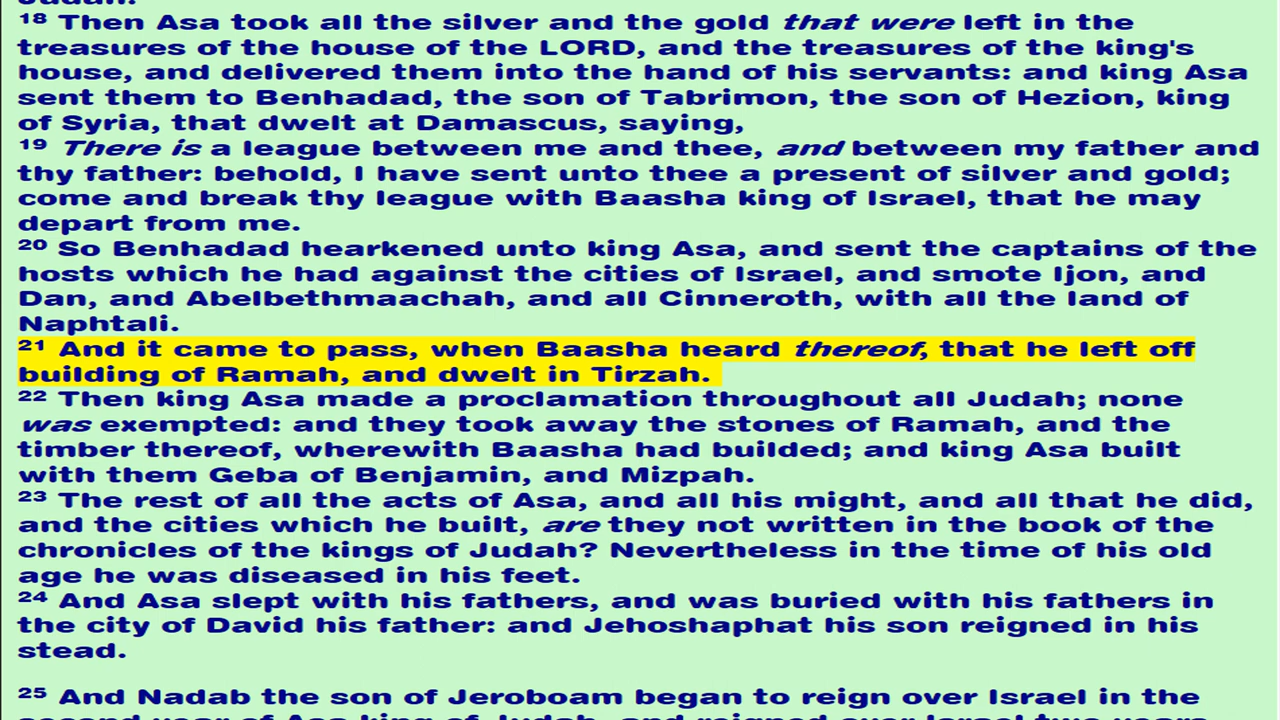 Judah.
18 Then Asa took all the silver and the gold that were left in the
treasures of the house of the LORD, and the treasures of the king's
house, and delivered them into the hand of his servants: and king Asa
sent them to Benhadad, the son of Tabrimon, the son of Hezion, king
of Syria, that dwelt at Damascus, saying,
19 There is a league between me and thee, and between my father and
thy father: behold, I have sent unto thee a present of silver and gold;
come and break thy league with Baasha king of Israel, that he may
depart from me.
20 So Benhadad hearkened unto king Asa, and sent the captains of the
hosts which he had against the cities of Israel, and smote Ijon, and
Dan, and Abelbethmaachah, and all Cinneroth, with all the land of
Naphtali.
21 And it came to pass, when Baasha heard thereof, that he left off
building of Ramah, and dwelt in Tirzah.
22 Then king Asa made a proclamation throughout all Judah; none
was exempted: and they took away the stones of Ramah, and the
timber thereof, wherewith Baasha had builded; and king Asa built
with them Geba of Benjamin, and Mizpah.
23 The rest of all the acts of Asa, and all his might, and all that he did,
and the cities which he built, are they not written in the book of the
chronicles of the kings of Judah? Nevertheless in the time of his old
age he was diseased in his feet.
24 And Asa slept with his fathers, and was buried with his fathers in
the city of David his father: and Jehoshaphat his son reigned in his
stead.
25 And Nadab the son of Jeroboam began to reign over Israel in the
second year of Asa king of Judah, and reigned over Israel two years.